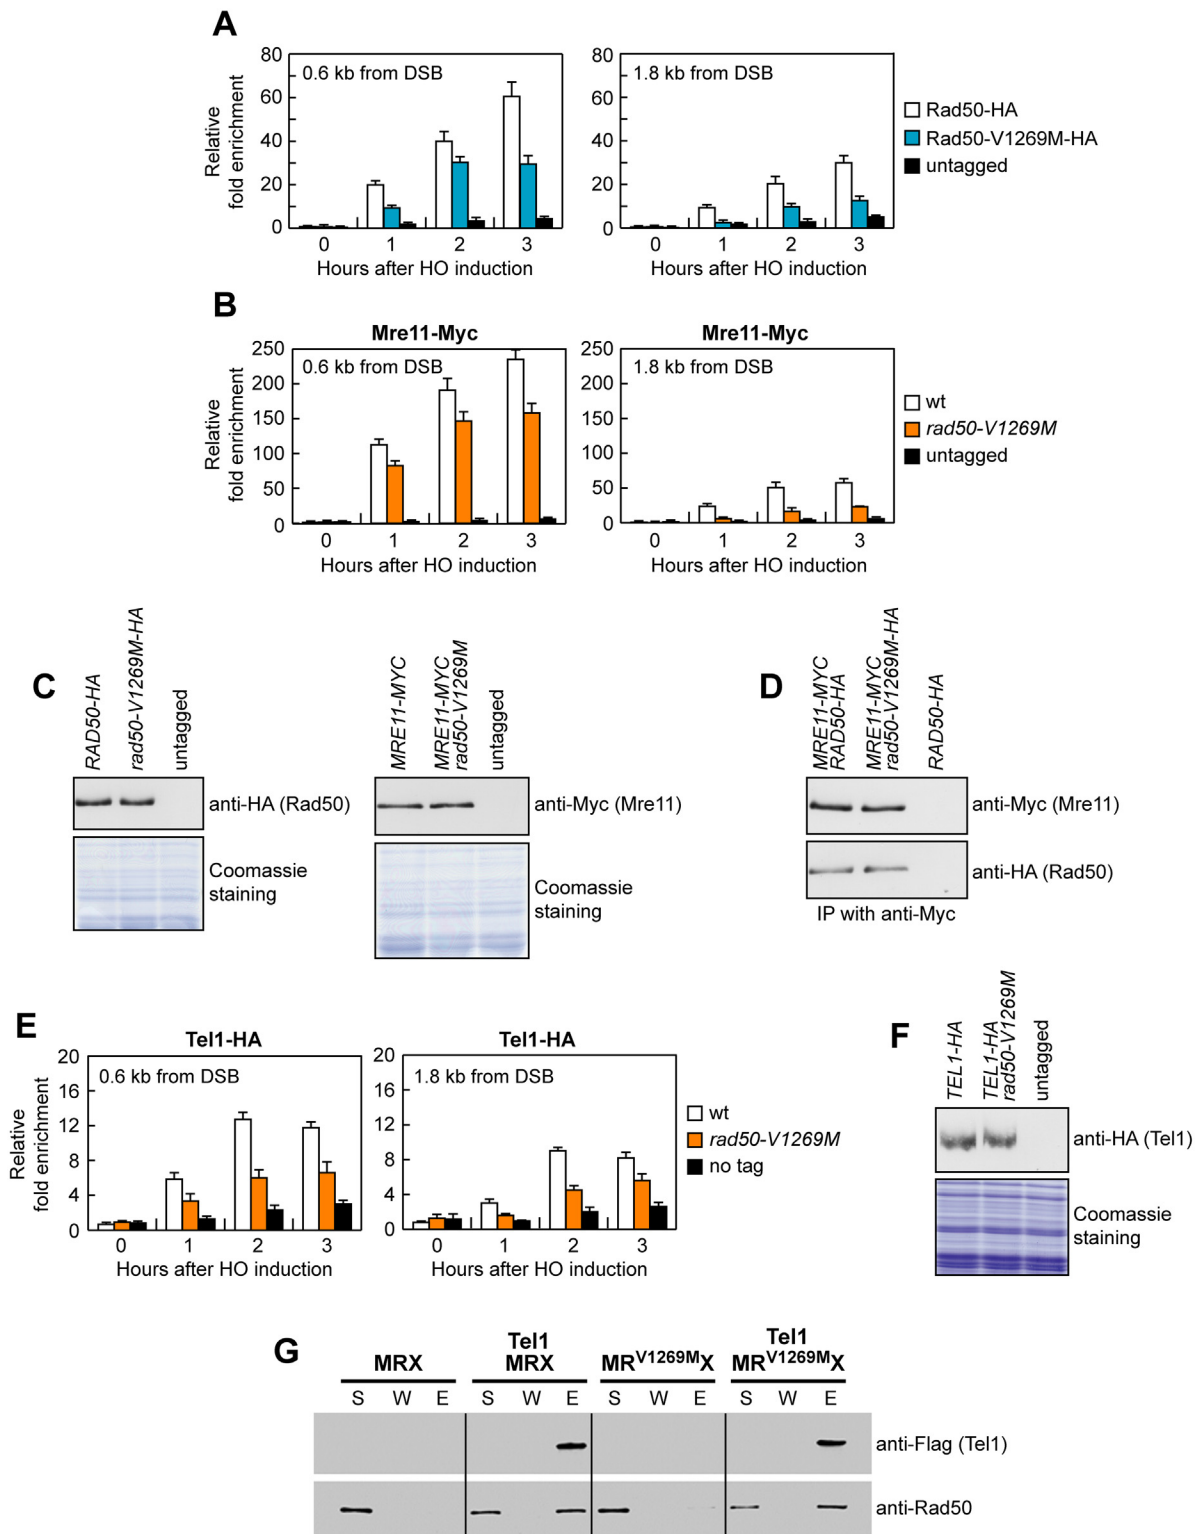 A
Relative
fold enrichment
80
60
40
20
0
0.6 kb from DSB
0 1 2 3
Hours after HO induction
80
60
40
20
0
1.8 kb from DSB
0 1 2 3
Hours after HO induction
Rad50-HA
Rad50-V1269M-HA
untagged
B
Mre11-Myc
Relative
fold enrichment
250
200
150
100
50
0
0.6 kb from DSB
0 1 2 3
Hours after HO induction
Mre11-Myc
250
200
150
100
50
0
1.8 kb from DSB
0 1 2 3
Hours after HO induction
wt
rad50-V1269M
untagged
C
RAD50-HA
rad50-V1269M-HA
untagged
anti-HA (Rad50)
Coomassie
staining
MRE11-MYC
MRE11-MYC
rad50-V1269M
untagged
anti-Myc (Mre11)
Coomassie
staining
D
MRE11-MYC
RAD50-HA
MRE11-MYC
rad50-V1269M-HA
RAD50-HA
anti-Myc (Mre11)
anti-HA (Rad50)
IP with anti-Myc
E
Tel1-HA
Relative
fold enrichment
20
16
12
8
4
0
0.6 kb from DSB
0 1 2 3
Hours after HO induction
Tel1-HA
20
16
12
8
4
0
1.8 kb from DSB
0 1 2 3
Hours after HO induction
wt
rad50-V1269M
no tag
F
TEL1-HA
TEL1-HA
rad50-V1269M
untagged
anti-HA (Tel1)
Coomassie
staining
G
MRX
Tel1
MRX
MRV1269MX
Tel1
MRV1269MX
S W E S W E S W E S W E
anti-Flag (Tel1)
anti-Rad50